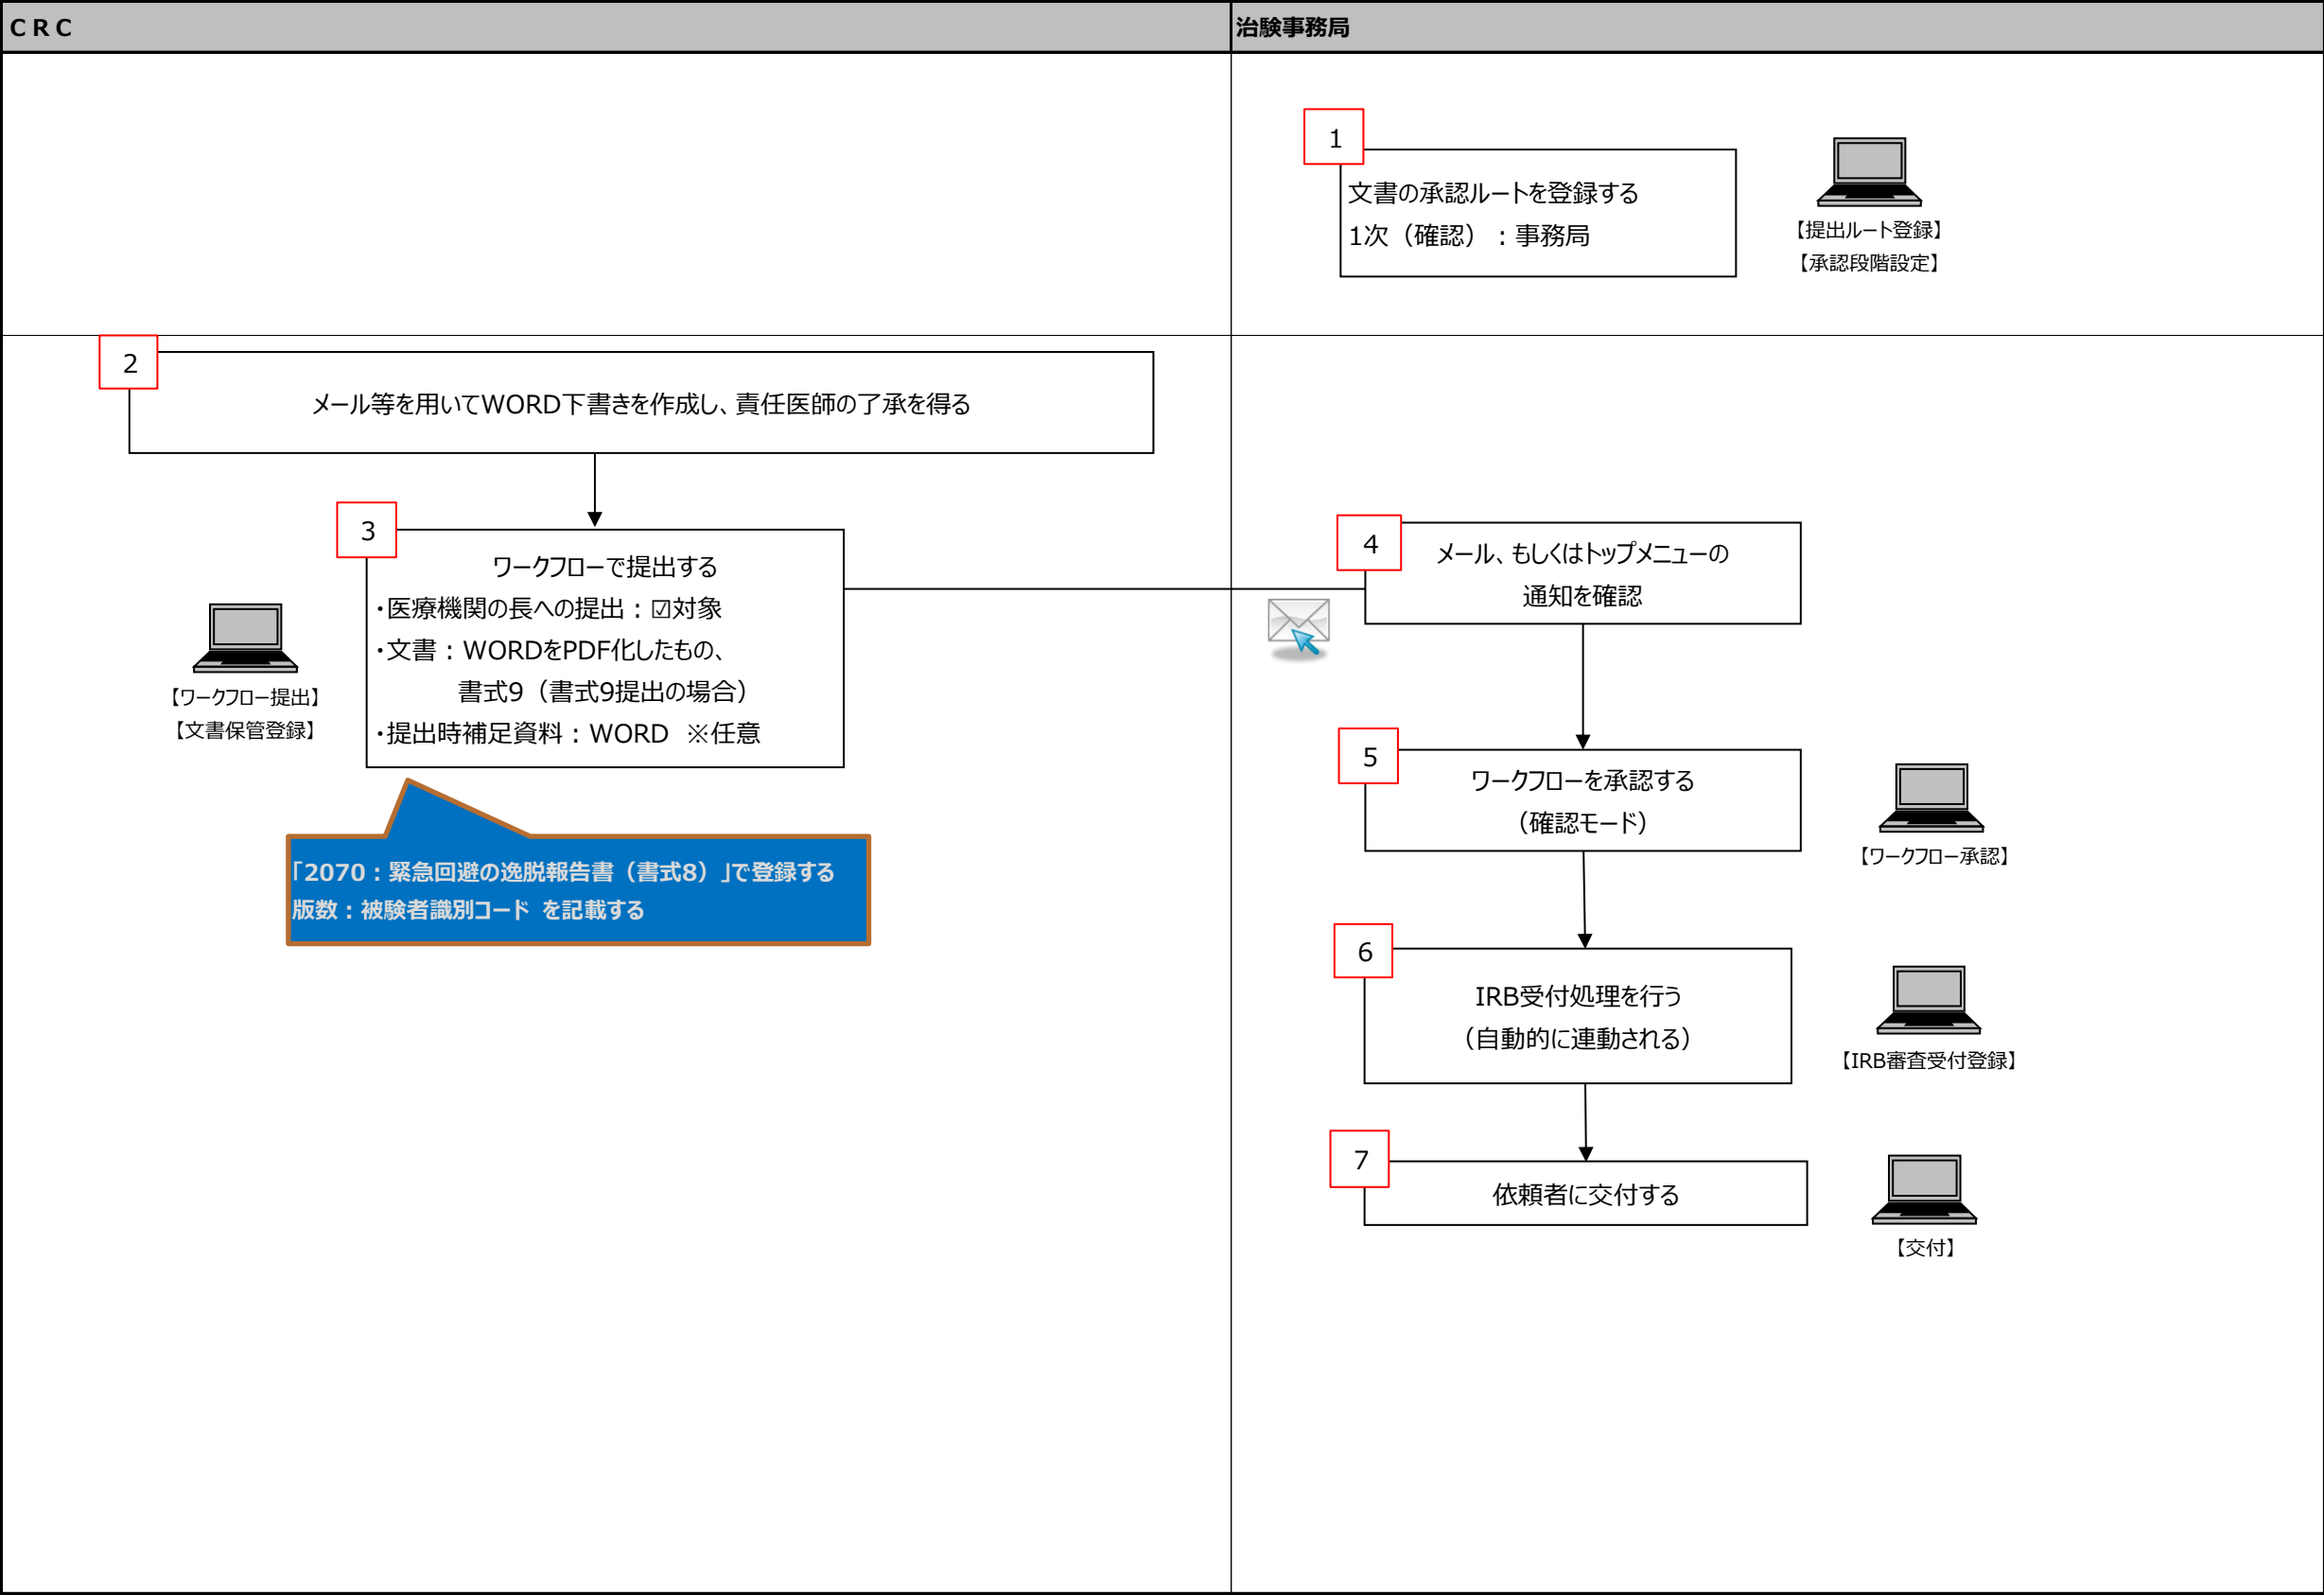 ＣＲＣ
治験事務局
1
文書の承認ルートを登録する
1次（確認）：事務局
【提出ルート登録】
【承認段階設定】
2
メール等を用いてWORD下書きを作成し、責任医師の了承を得る
3
ワークフローで提出する
・医療機関の長への提出：☑対象
・文書：WORDをPDF化したもの、
書式9（書式9提出の場合）
・提出時補足資料：WORD　※任意
【ワークフロー提出】
【文書保管登録】
「2070：緊急回避の逸脱報告書（書式8）」で登録する
版数：被験者識別コード を記載する
4
メール、もしくはトップメニューの
通知を確認
5
ワークフローを承認する
（確認モード）
【ワークフロー承認】
6
IRB受付処理を行う
（自動的に連動される）
【IRB審査受付登録】
7
依頼者に交付する
【交付】